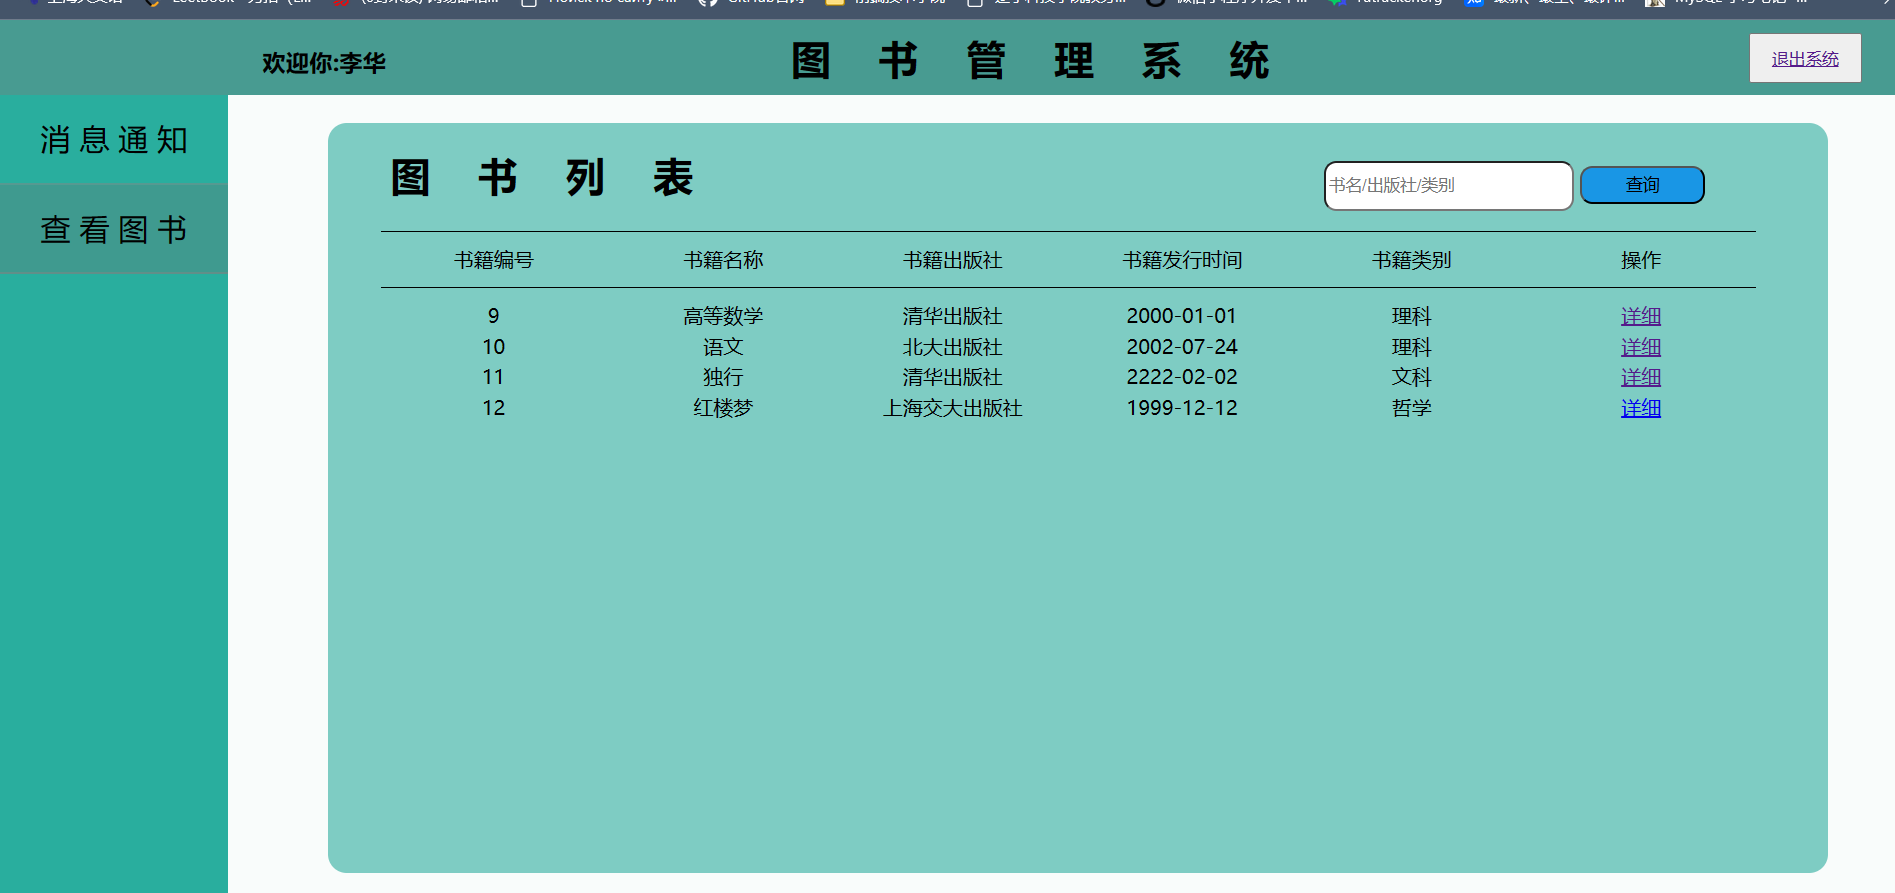 欢迎你:李华
图 书 管 理 系 统
退出系统
消息通知
查看图书
图 书 列 表
书名/出版社/类别
查询
书籍编号 书籍名称 书籍出版社 书籍发行时间 书籍类别 操作
9 高等数学 清华出版社 2000-01-01 理科 详细
10 语文 北大出版社 2002-07-24 理科 详细
11 独行 清华出版社 2222-02-02 文科 详细
12 红楼梦 上海交大出版社 1999-12-12 哲学 详细